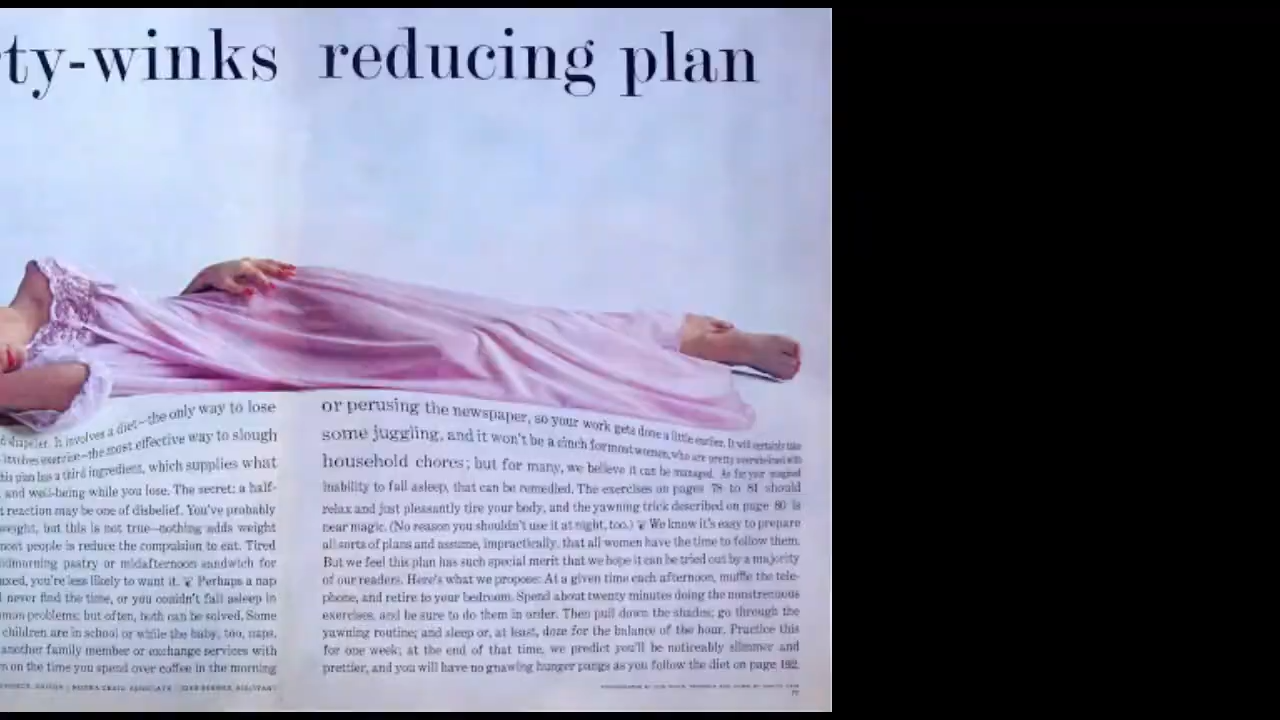 ty-winks reducing plan
the only way to lose
It involves a diet—
exercise—the most effective way to slough
this plan has a third ingredient, which supplies what
and well-being while you lose. The secret: a half-
reaction may be one of disbelief. You've probably
weight, but this is not true—nothing adds weight
most people is reduce the compulsion to eat. Tired
pastry or midafternoon sandwich for
you're less likely to want it. Perhaps a nap
never find the time, or you couldn't fall asleep in
problems; but often, both can be solved. Some
children are in school or while the baby, too, naps.
another family member or exchange services with
on the time you spend over coffee in the morning
or perusing the newspaper, so your work gets done a little earlier. It will certainly take
some juggling, and it won't be a cinch for most women, who are pretty overwhelmed with
household chores; but for many, we believe it can be managed. As for your
inability to fall asleep, that can be remedied. The exercises on pages 78 to 81 should
relax and just pleasantly tire your body, and the yawning trick described on page 80 is
near magic. (No reason you shouldn't use it at night, too.) We know it's easy to prepare
all sorts of plans and assume, impractically, that all women have the time to follow them.
But we feel this plan has such special merit that we hope it can be tried out by a majority
of our readers. Here's what we propose: At a given time each afternoon, muffle the tele-
phone, and retire to your bedroom. Spend about twenty minutes doing the nonstrenuous
exercises, and be sure to do them in order. Then pull down the shades; go through the
yawning routine; and sleep or, at least, doze for the balance of the hour. Practice this
for one week; at the end of that time, we predict you'll be noticeably slimmer and
prettier, and you will have no gnawing hunger pangs as you follow the diet on page 192.